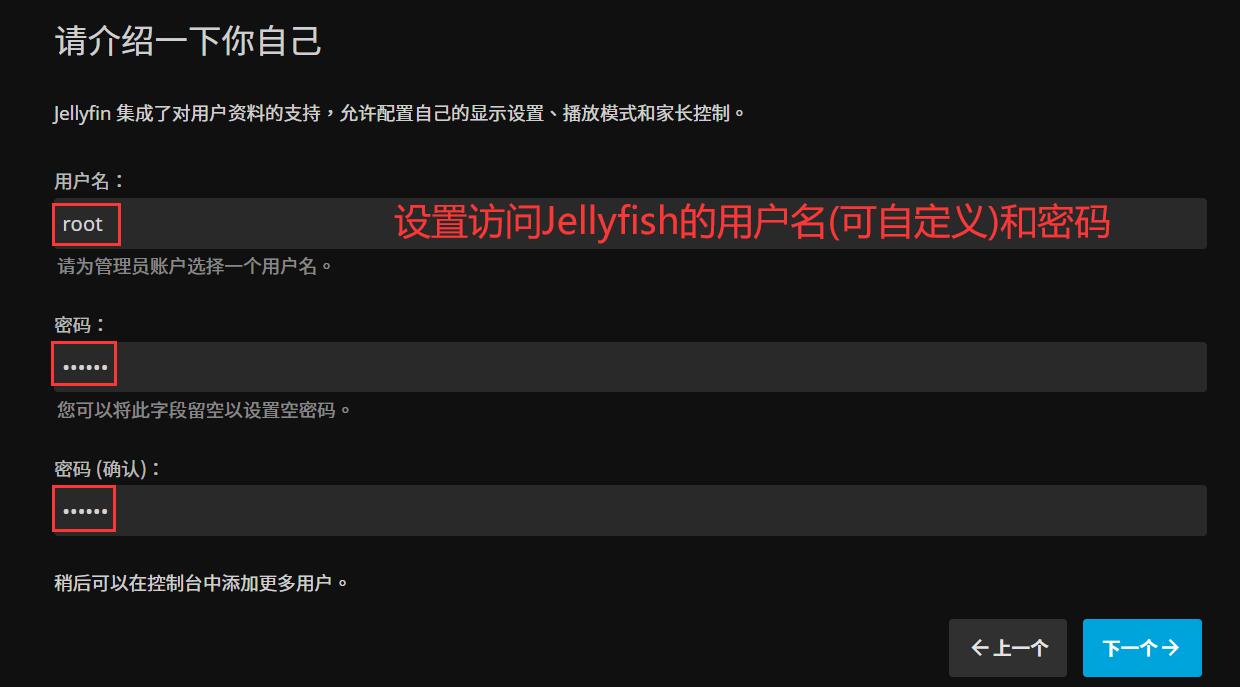 请介绍一下你自己
Jellyfin 集成了对用户资料的支持，允许配置自己的显示设置、播放模式和家长控制。
用户名：
root
设置访问Jellyfish的用户名(可自定义)和密码
请为管理员账户选择一个用户名。
密码：
••••••
您可以将此字段留空以设置空密码。
密码 (确认)：
••••••
稍后可以在控制台中添加更多用户。
←上一个
下一个→